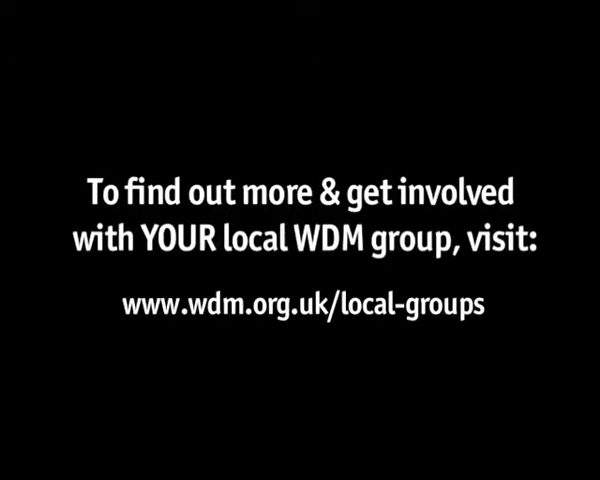 To find out more & get involved
with YOUR local WDM group, visit:
www.wdm.org.uk/local-groups